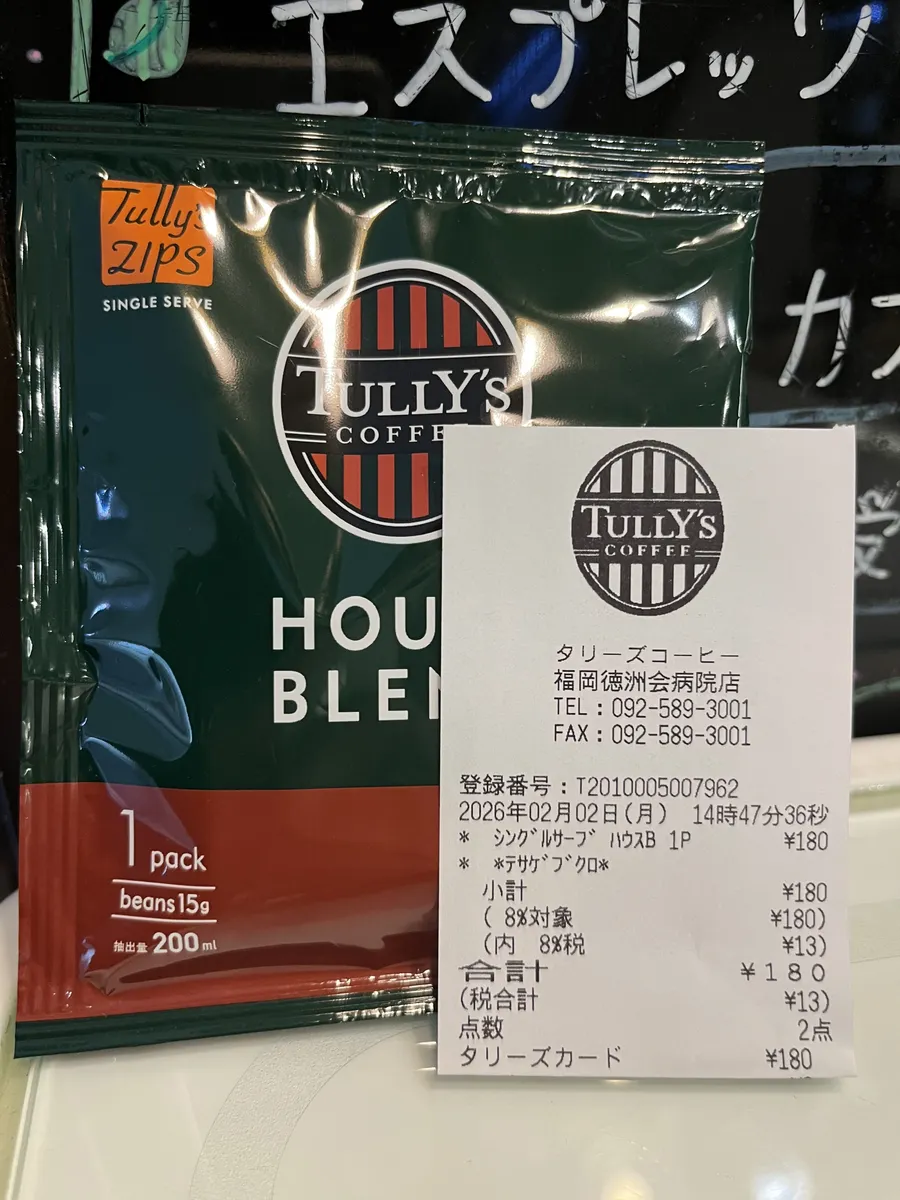 エスプレッソ
Tully's
ZIPS
SINGLE SERVE
TULLY'S
COFFE
HOU
BLEN
1 pack
beans15g
抽出量 200ml
TULLY'S
COFFEE
タリーズコーヒー
福岡徳洲会病院店
TEL：092-589-3001
FAX：092-589-3001
登録番号：T2010005007962
2026年02月02日(月) 14時47分36秒
* ｼﾝｸﾞﾙｻｰﾌﾞ ﾊｳｽB 1P ¥180
* *ﾃｻｹﾞﾌﾞｸﾛ*
小計 ¥180
( 8%対象 ¥180)
(内 8%税 ¥13)
合計 ¥180
(税合計 ¥13)
点数 2点
タリーズカード ¥180
カフ
受